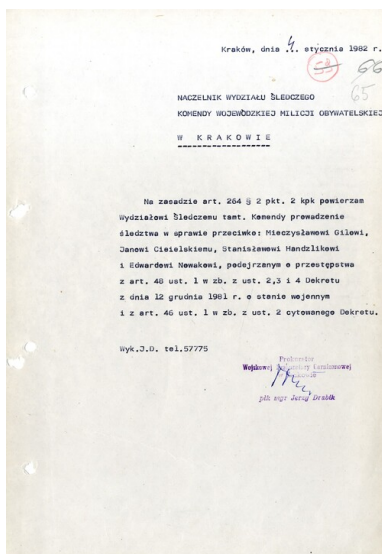 Kraków, dnia 4. stycznia 1982 r.
53
66
65
NACZELNIK WYDZIAŁU ŚLEDCZEGO
KOMENDY WOJEWÓDZKIEJ MILICJI OBYWATELSKIEJ
W KRAKOWIE
Na zasadzie art. 264 § 2 pkt. 2 kpk powierzam
Wydziałowi Śledczemu tamt. Komendy prowadzenie
śledztwa w sprawie przeciwko: Mieczysławowi Gilowi,
Janowi Ciesielskiemu, Stanisławowi Handzlikowi
i Edwardowi Nowakowi, podejrzanym o przestępstwa
z art. 48 ust. 1 w zb. z ust. 2,3 i 4 Dekretu
z dnia 12 grudnia 1981 r. o stanie wojennym
i z art. 46 ust. 1 w zb. z ust. 2 cytowanego Dekretu.
Wyk.J.D. tel.57775
Prokurator
Wojskowej Prokuratury Garnizonowej
w Krakowie
płk mgr Jerzy Drabik